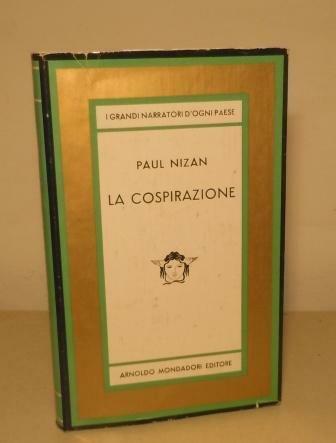 I GRANDI NARRATORI D'OGNI PAESE
PAUL NIZAN
LA COSPIRAZIONE
ARNOLDO MONDADORI EDITORE